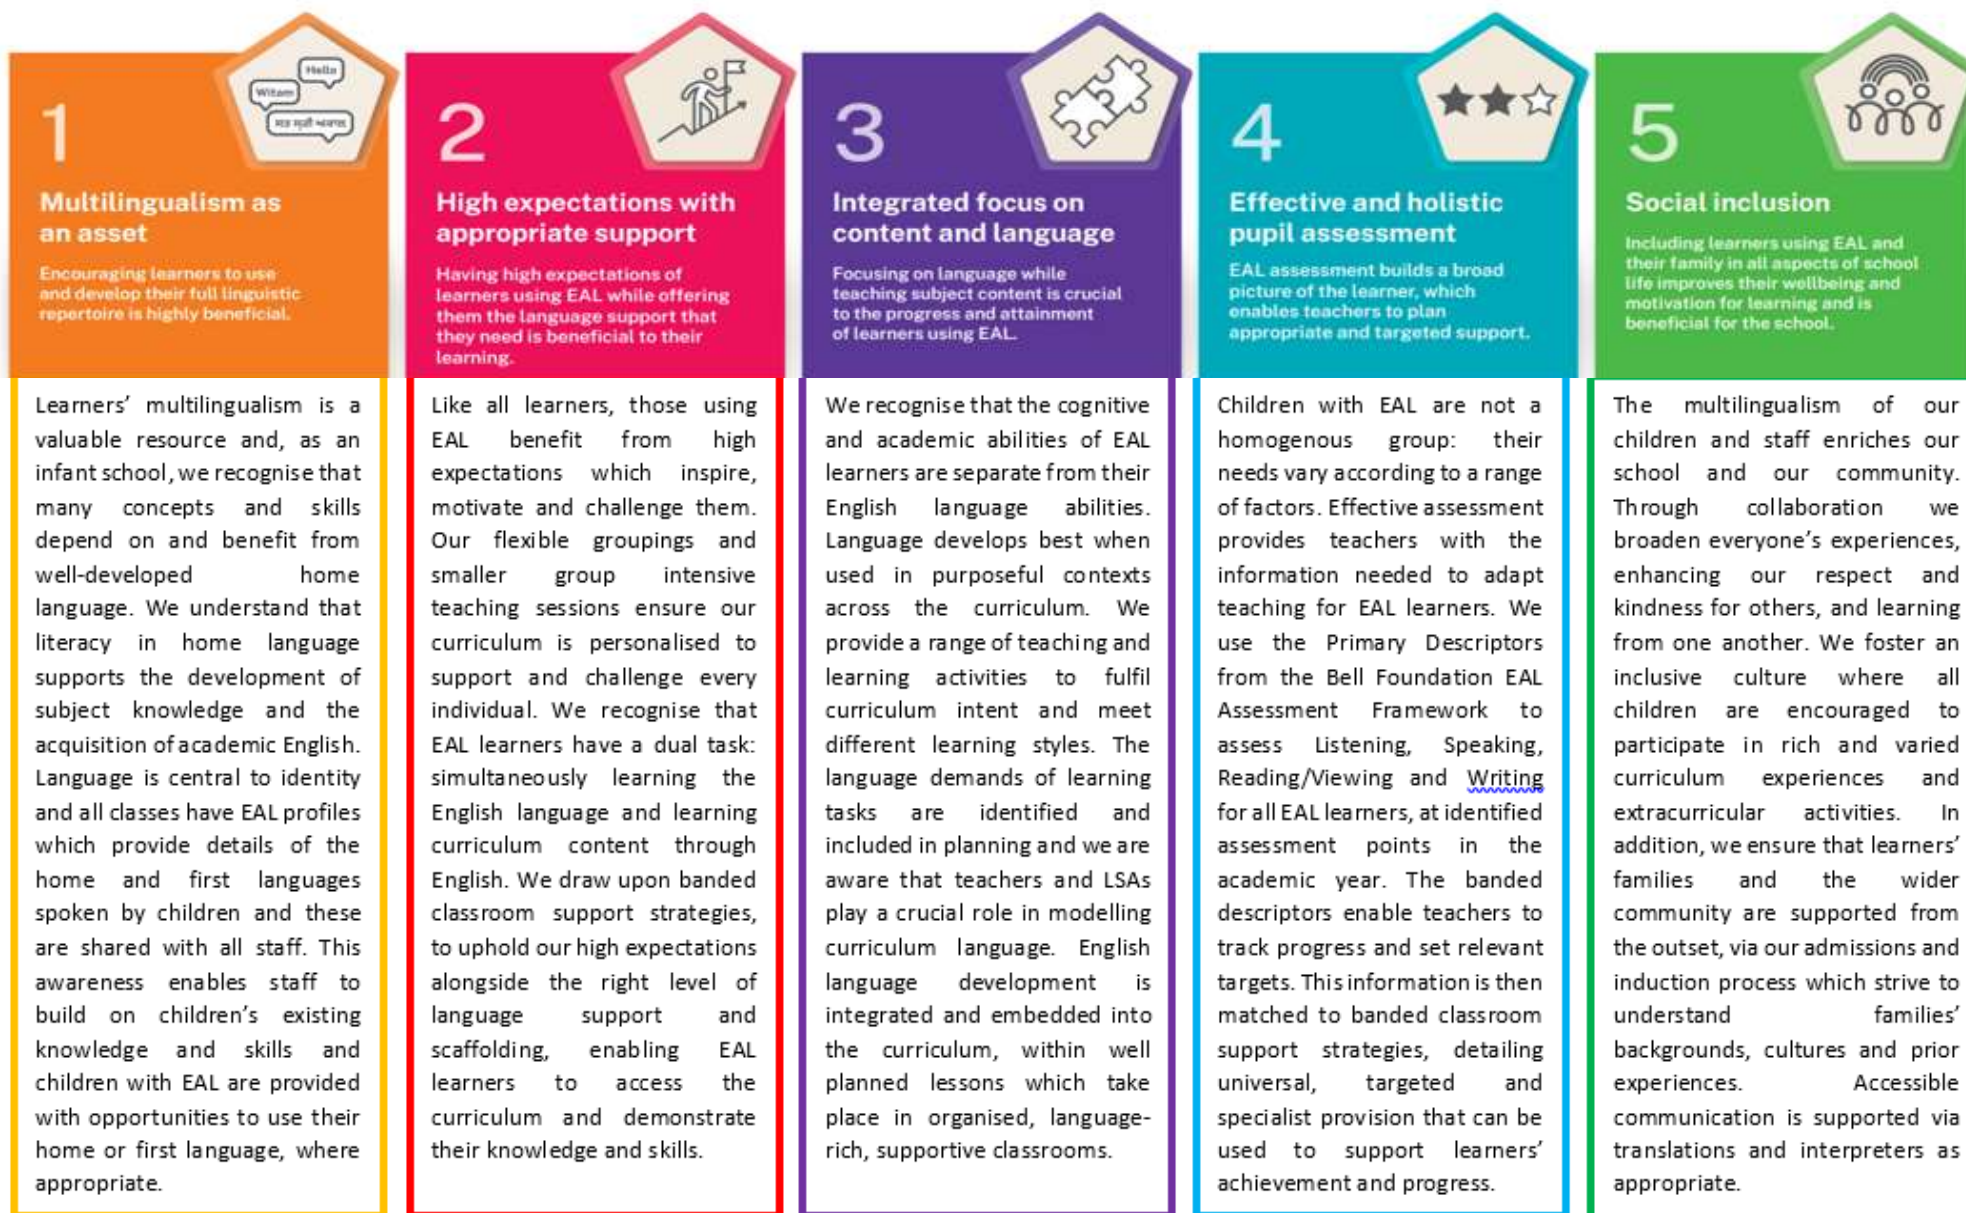 Hello
Witam
ਸਤ ਸ੍ਰੀ ਅਕਾਲ
1
Multilingualism as
an asset
Encouraging learners to use
and develop their full linguistic
repertoire is highly beneficial.
Learners' multilingualism is a
valuable resource and, as an
infant school, we recognise that
many concepts and skills
depend on and benefit from
well-developed home
language. We understand that
literacy in home language
supports the development of
subject knowledge and the
acquisition of academic English.
Language is central to identity
and all classes have EAL profiles
which provide details of the
home and first languages
spoken by children and these
are shared with all staff. This
awareness enables staff to
build on children's existing
knowledge and skills and
children with EAL are provided
with opportunities to use their
home or first language, where
appropriate.
2
High expectations with
appropriate support
Having high expectations of
learners using EAL while offering
them the language support that
they need is beneficial to their
learning.
Like all learners, those using
EAL benefit from high
expectations which inspire,
motivate and challenge them.
Our flexible groupings and
smaller group intensive
teaching sessions ensure our
curriculum is personalised to
support and challenge every
individual. We recognise that
EAL learners have a dual task:
simultaneously learning the
English language and learning
curriculum content through
English. We draw upon banded
classroom support strategies,
to uphold our high expectations
alongside the right level of
language support and
scaffolding, enabling EAL
learners to access the
curriculum and demonstrate
their knowledge and skills.
3
Integrated focus on
content and language
Focusing on language while
teaching subject content is crucial
to the progress and attainment
of learners using EAL.
We recognise that the cognitive
and academic abilities of EAL
learners are separate from their
English language abilities.
Language develops best when
used in purposeful contexts
across the curriculum. We
provide a range of teaching and
learning activities to fulfil
curriculum intent and meet
different learning styles. The
language demands of learning
tasks are identified and
included in planning and we are
aware that teachers and LSAs
play a crucial role in modelling
curriculum language. English
language development is
integrated and embedded into
the curriculum, within well
planned lessons which take
place in organised, language-
rich, supportive classrooms.
4
Effective and holistic
pupil assessment
EAL assessment builds a broad
picture of the learner, which
enables teachers to plan
appropriate and targeted support.
Children with EAL are not a
homogenous group: their
needs vary according to a range
of factors. Effective assessment
provides teachers with the
information needed to adapt
teaching for EAL learners. We
use the Primary Descriptors
from the Bell Foundation EAL
Assessment Framework to
assess Listening, Speaking,
Reading/Viewing and Writing
for all EAL learners, at identified
assessment points in the
academic year. The banded
descriptors enable teachers to
track progress and set relevant
targets. This information is then
matched to banded classroom
support strategies, detailing
universal, targeted and
specialist provision that can be
used to support learners'
achievement and progress.
5
Social inclusion
Including learners using EAL and
their family in all aspects of school
life improves their wellbeing and
motivation for learning and is
beneficial for the school.
The multilingualism of our
children and staff enriches our
school and our community.
Through collaboration we
broaden everyone's experiences,
enhancing our respect and
kindness for others, and learning
from one another. We foster an
inclusive culture where all
children are encouraged to
participate in rich and varied
curriculum experiences and
extracurricular activities. In
addition, we ensure that learners'
families and the wider
community are supported from
the outset, via our admissions and
induction process which strive to
understand families'
backgrounds, cultures and prior
experiences. Accessible
communication is supported via
translations and interpreters as
appropriate.